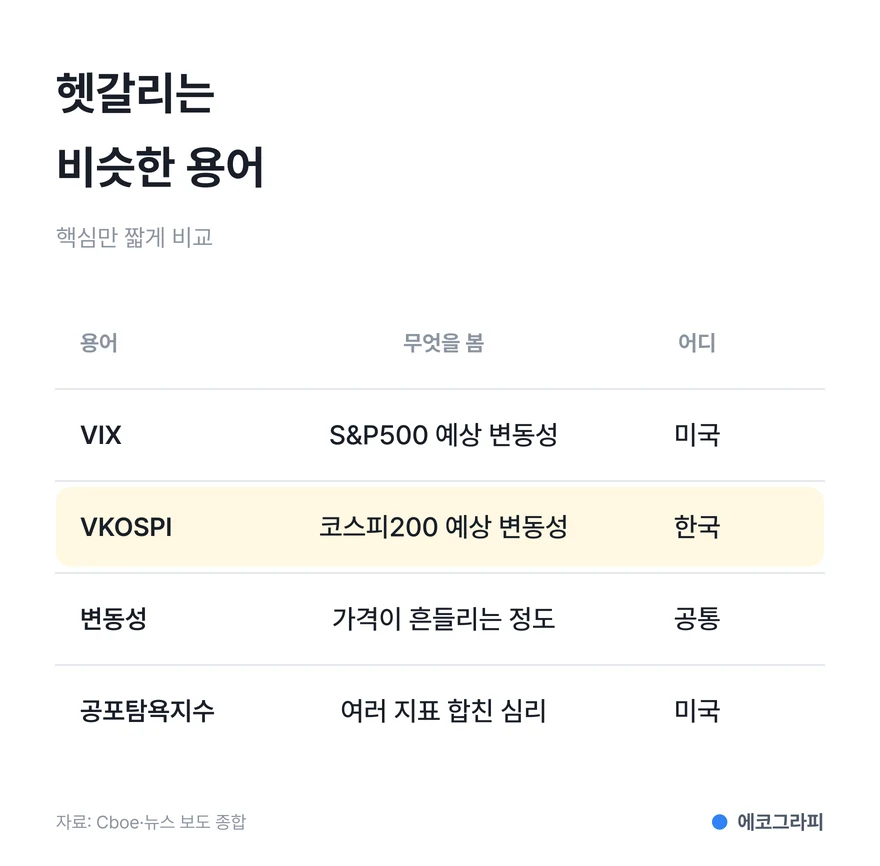 헷갈리는
비슷한 용어
핵심만 짧게 비교
용어 무엇을 봄 어디
VIX S&P500 예상 변동성 미국
VKOSPI 코스피200 예상 변동성 한국
변동성 가격이 흔들리는 정도 공통
공포탐욕지수 여러 지표 합친 심리 미국
자료: Cboe·뉴스 보도 종합 에코그라피